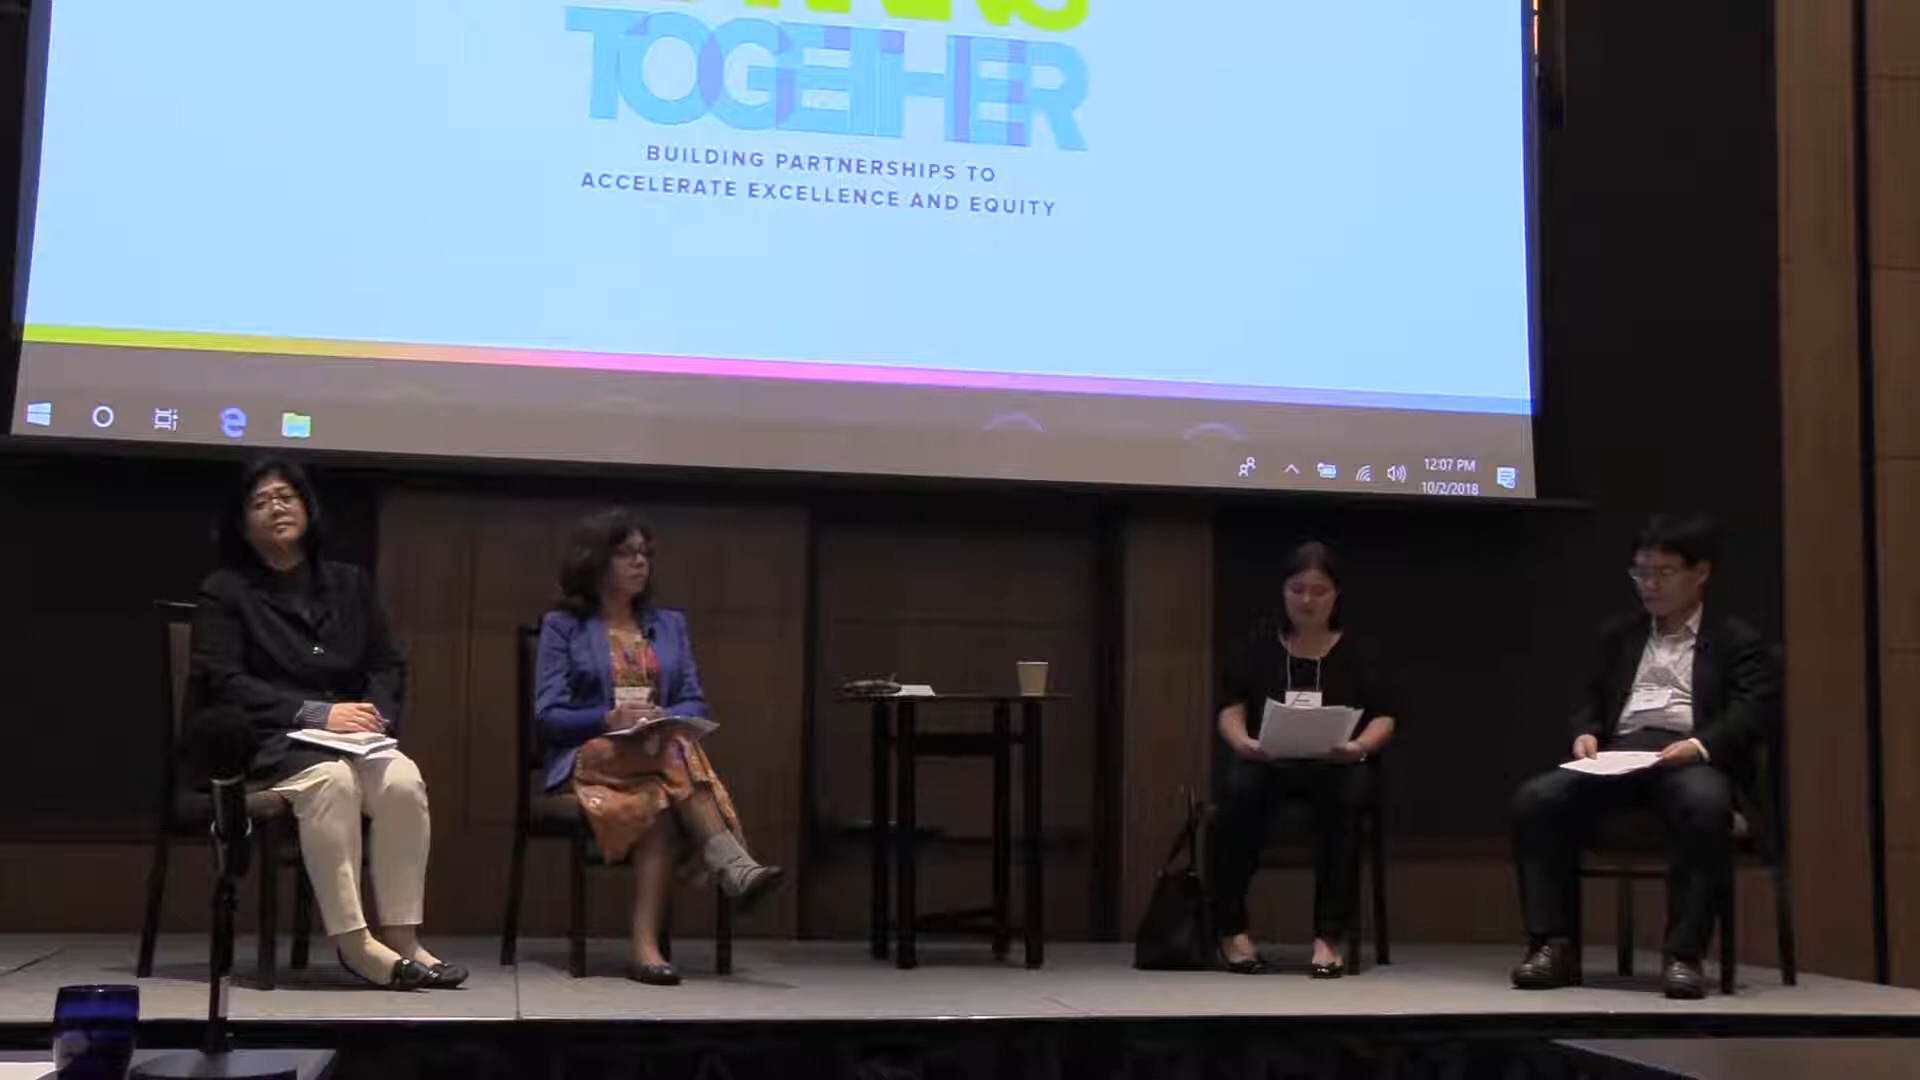 TOGETHER
BUILDING PARTNERSHIPS TO
ACCELERATE EXCELLENCE AND EQUITY
12:07 PM
10/2/2018